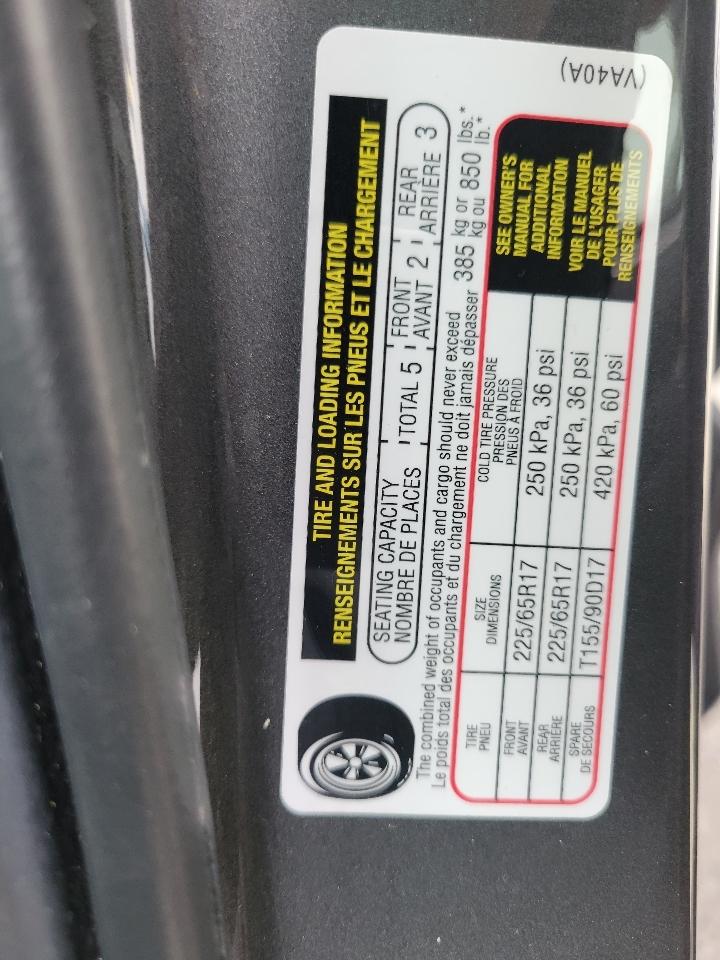 TIRE AND LOADING INFORMATION
RENSEIGNEMENTS SUR LES PNEUS ET LE CHARGEMENT
SEATING CAPACITY
NOMBRE DE PLACES
TOTAL 5
FRONT
AVANT 2
REAR
ARRIÈRE 3
The combined weight of occupants and cargo should never exceed 385 kg or 850 lbs.*
Le poids total des occupants et du chargement ne doit jamais dépasser kg ou lb.*
TIRE
PNEU
SIZE
DIMENSIONS
COLD TIRE PRESSURE
PRESSION DES
PNEUS À FROID
FRONT
AVANT
225/65R17
250 kPa, 36 psi
REAR
ARRIÈRE
225/65R17
250 kPa, 36 psi
SPARE
DE SECOURS
T155/90D17
420 kPa, 60 psi
SEE OWNER'S
MANUAL FOR
ADDITIONAL
INFORMATION
VOIR LE MANUEL
DE L'USAGER
POUR PLUS DE
RENSEIGNEMENTS
(VA40A)